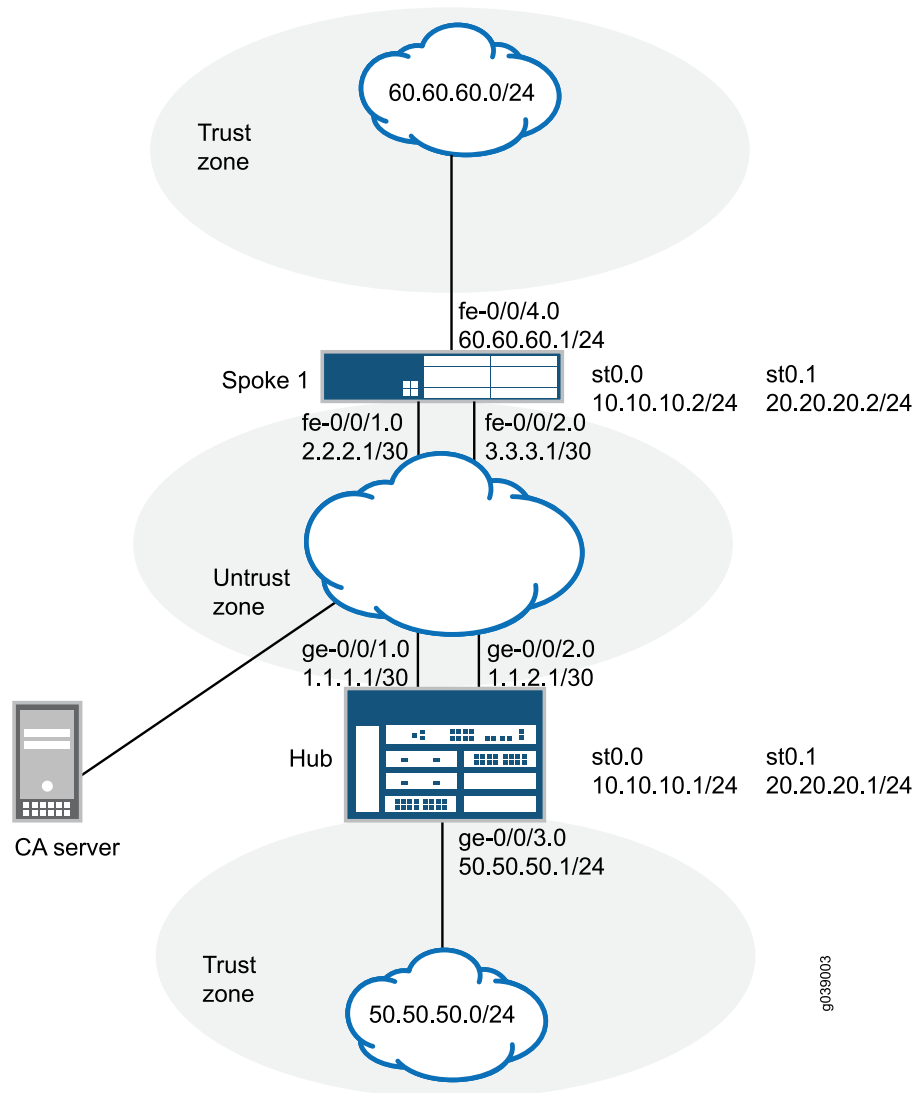 60.60.60.0/24
Trust
zone
fe-0/0/4.0
60.60.60.1/24
Spoke 1
st0.0
10.10.10.2/24
st0.1
20.20.20.2/24
fe-0/0/1.0
2.2.2.1/30
fe-0/0/2.0
3.3.3.1/30
Untrust
zone
ge-0/0/1.0
1.1.1.1/30
ge-0/0/2.0
1.1.2.1/30
Hub
st0.0
10.10.10.1/24
st0.1
20.20.20.1/24
CA server
ge-0/0/3.0
50.50.50.1/24
Trust
zone
50.50.50.0/24
g039003